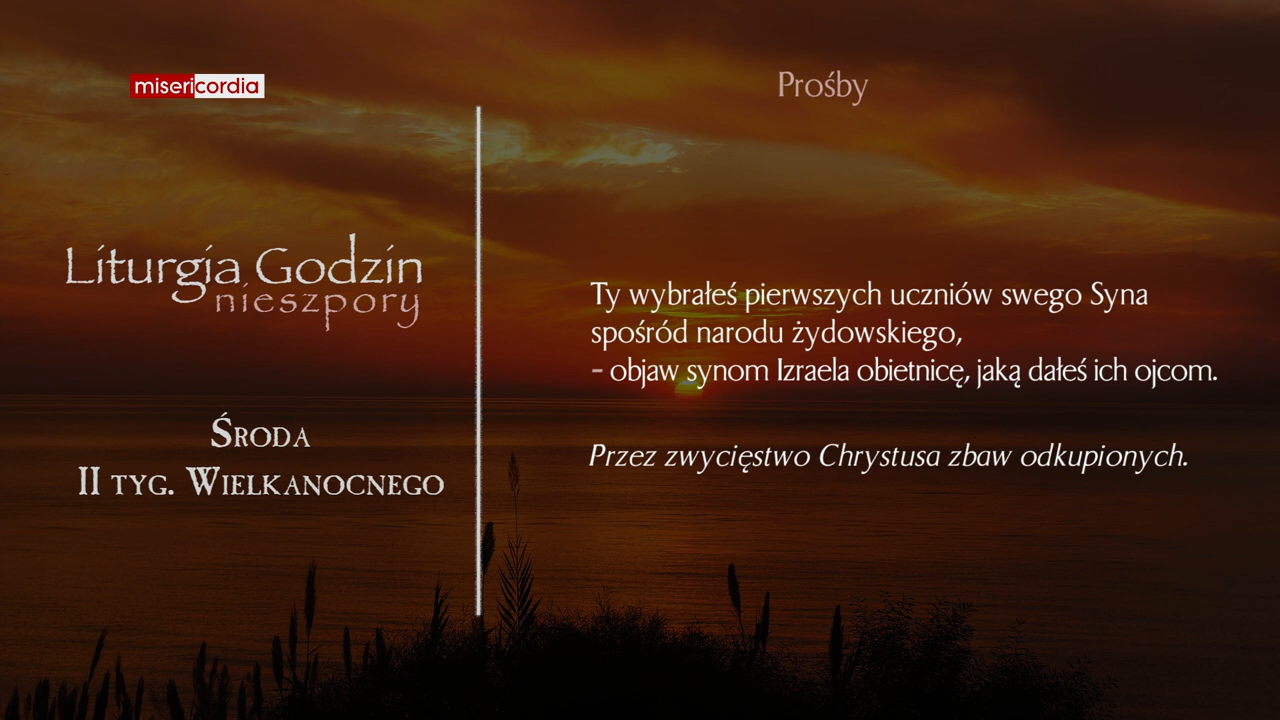 misericordia
Prośby
Liturgia Godzin
nieszpory
Środa
II tyg. Wielkanocnego
Ty wybrałeś pierwszych uczniów swego Syna
spośród narodu żydowskiego,
- objaw synom Izraela obietnicę, jaką dałeś ich ojcom.
Przez zwycięstwo Chrystusa zbaw odkupionych.